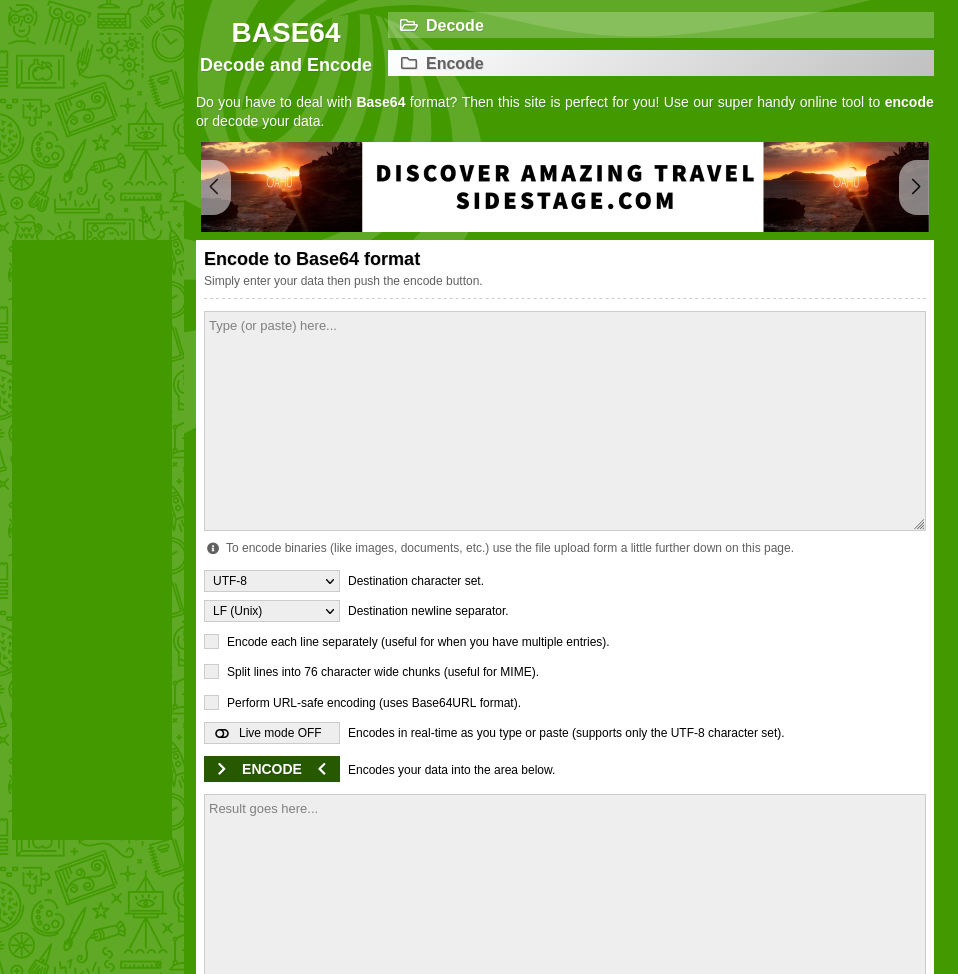 BASE64
Decode and Encode
Decode
Encode
Do you have to deal with Base64 format? Then this site is perfect for you! Use our super handy online tool to encode
or decode your data.
OAHU
DISCOVER AMAZING TRAVEL
SIDESTAGE.COM
OAHU
Encode to Base64 format
Simply enter your data then push the encode button.
Type (or paste) here...
To encode binaries (like images, documents, etc.) use the file upload form a little further down on this page.
UTF-8 Destination character set.
LF (Unix) Destination newline separator.
Encode each line separately (useful for when you have multiple entries).
Split lines into 76 character wide chunks (useful for MIME).
Perform URL-safe encoding (uses Base64URL format).
Live mode OFF Encodes in real-time as you type or paste (supports only the UTF-8 character set).
ENCODE Encodes your data into the area below.
Result goes here...